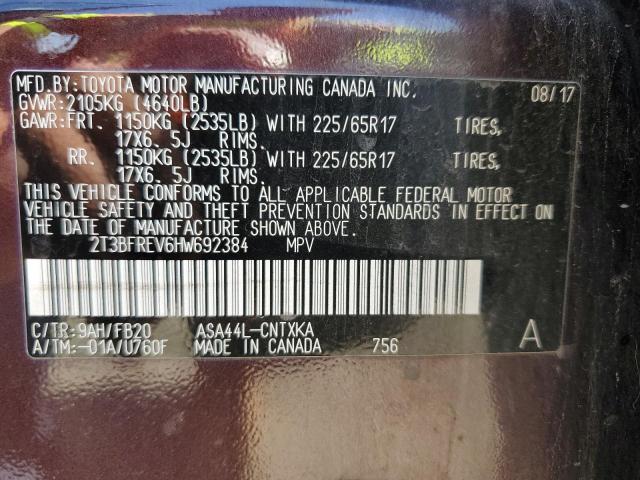 MFD. BY: TOYOTA MOTOR MANUFACTURING CANADA INC. 08/17
GVWR: 2105KG (4640LB)
GAWR: FRT. 1150KG (2535LB) WITH 225/65R17 TIRES,
17X6. 5J RIMS.
RR. 1150KG (2535LB) WITH 225/65R17 TIRES,
17X6. 5J RIMS.
THIS VEHICLE CONFORMS TO ALL APPLICABLE FEDERAL MOTOR
VEHICLE SAFETY AND THEFT PREVENTION STANDARDS IN EFFECT ON
THE DATE OF MANUFACTURE SHOWN ABOVE.
2T3BFREV6HW692384 MPV
C/TR: 9AH/FB20 ASA44L-CNTXKA A
A/TM: -01A/U760F MADE IN CANADA 756